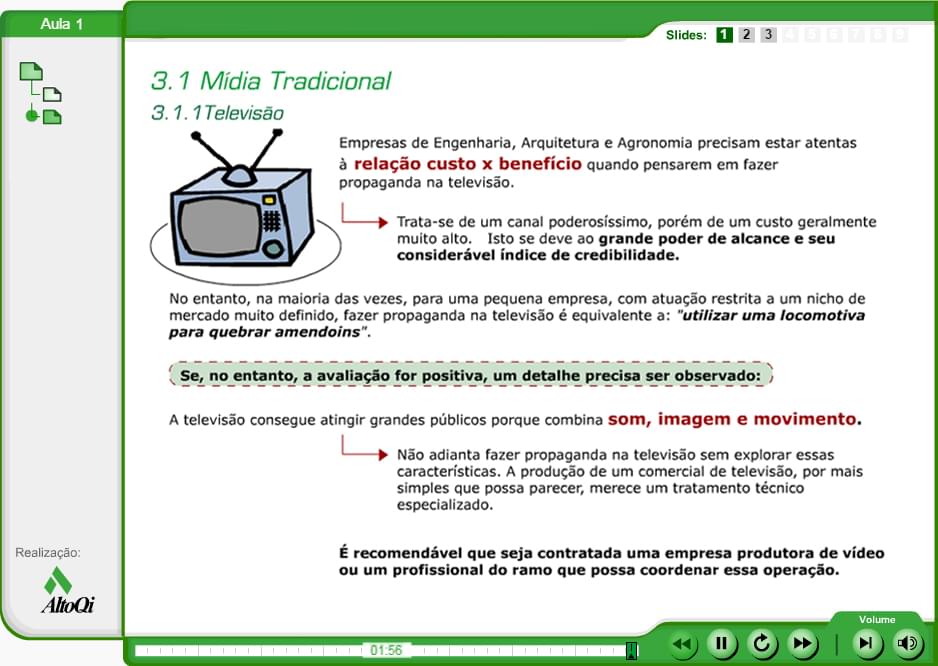 Aula 1
Slides: 1 2 3 4 5 6 7 8 9
3.1 Mídia Tradicional
3.1.1Televisão
Empresas de Engenharia, Arquitetura e Agronomia precisam estar atentas
à relação custo x benefício quando pensarem em fazer
propaganda na televisão.
Trata-se de um canal poderosíssimo, porém de um custo geralmente
muito alto. Isto se deve ao grande poder de alcance e seu
considerável índice de credibilidade.
No entanto, na maioria das vezes, para uma pequena empresa, com atuação restrita a um nicho de
mercado muito definido, fazer propaganda na televisão é equivalente a: "utilizar uma locomotiva
para quebrar amendoins".
Se, no entanto, a avaliação for positiva, um detalhe precisa ser observado:
A televisão consegue atingir grandes públicos porque combina som, imagem e movimento.
Não adianta fazer propaganda na televisão sem explorar essas
características. A produção de um comercial de televisão, por mais
simples que possa parecer, merece um tratamento técnico
especializado.
É recomendável que seja contratada uma empresa produtora de vídeo
ou um profissional do ramo que possa coordenar essa operação.
Realização:
AltoQi
01:56
Volume